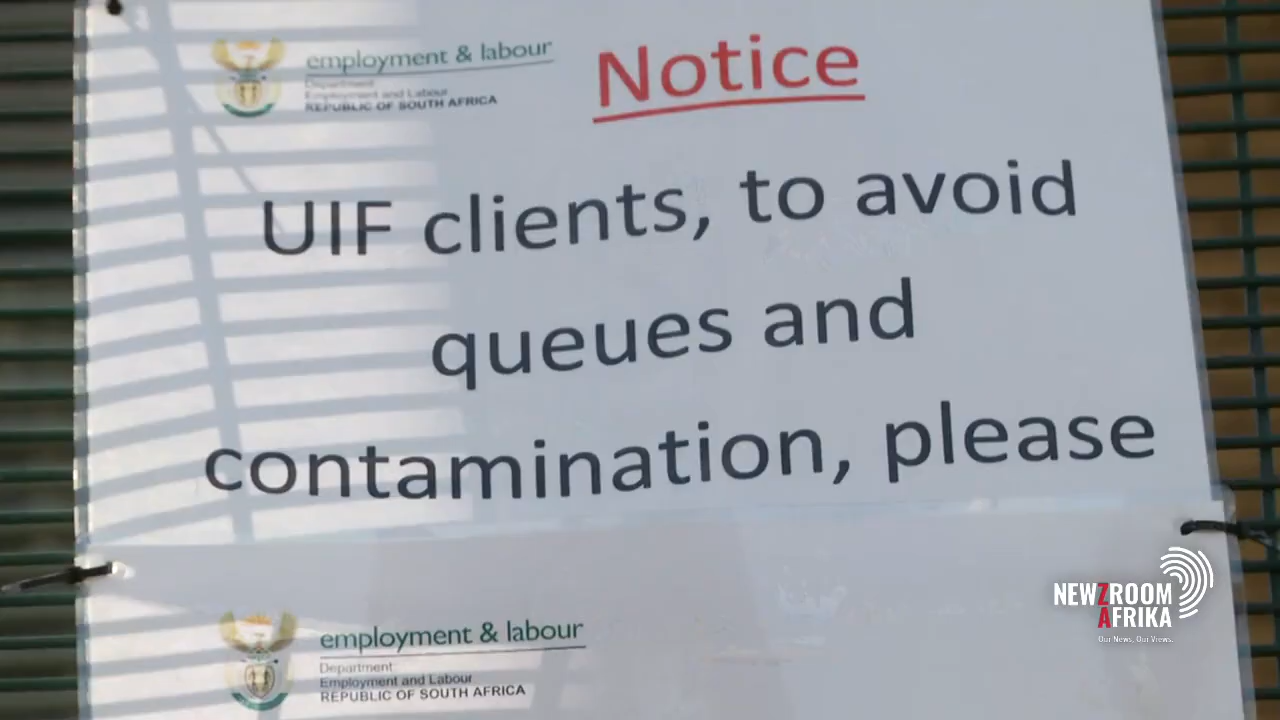 employment & labour
Department:
Employment and Labour
REPUBLIC OF SOUTH AFRICA
Notice
UIF clients, to avoid
queues and
contamination, please
employment & labour
Department:
Employment and Labour
REPUBLIC OF SOUTH AFRICA
NEWZROOM
AFRIKA
Our News, Our Views.